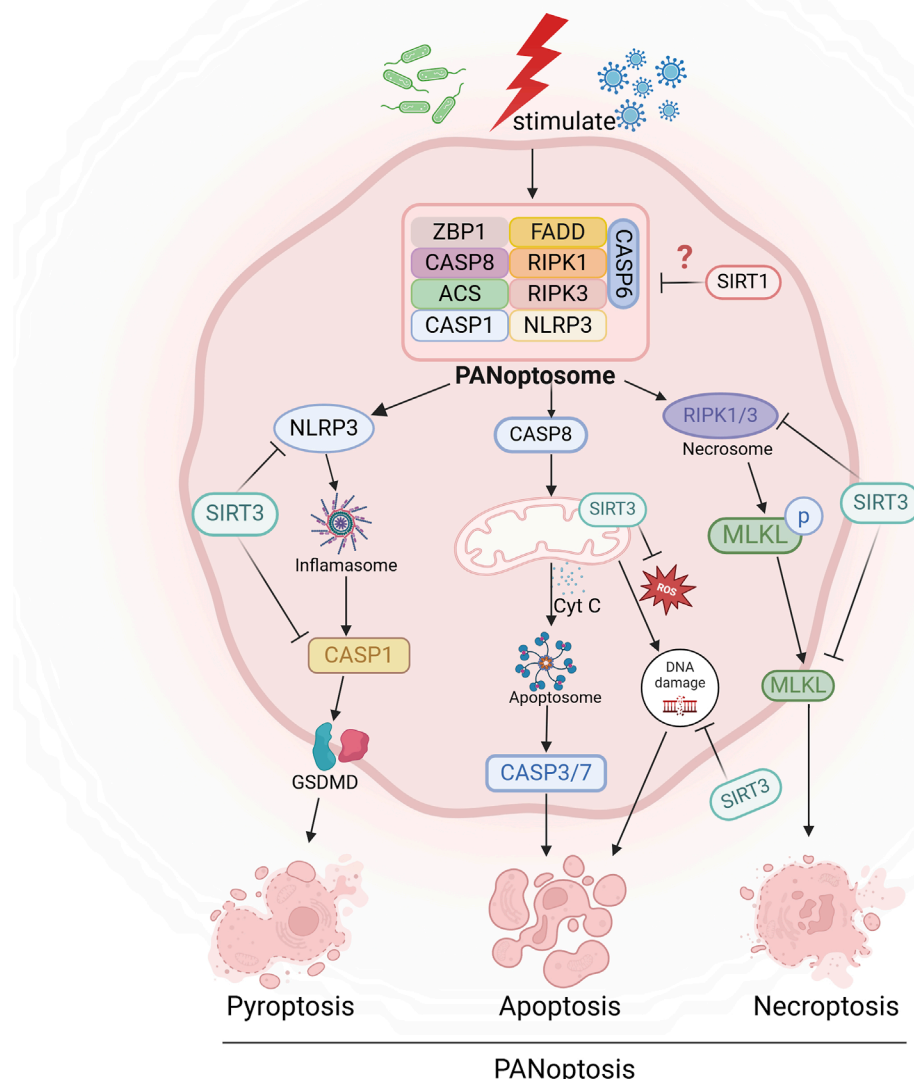 stimulate
ZBP1 FADD
CASP8 RIPK1
ACS RIPK3
CASP1 NLRP3
CASP6
?
SIRT1
PANoptosome
NLRP3
CASP8
RIPK1/3
Necrosome
SIRT3
SIRT3
SIRT3
MLKL p
Inflamasome
ROS
Cyt C
CASP1
DNA
damage
Apoptosome
MLKL
GSDMD
CASP3/7
SIRT3
Pyroptosis
Apoptosis
Necroptosis
PANoptosis